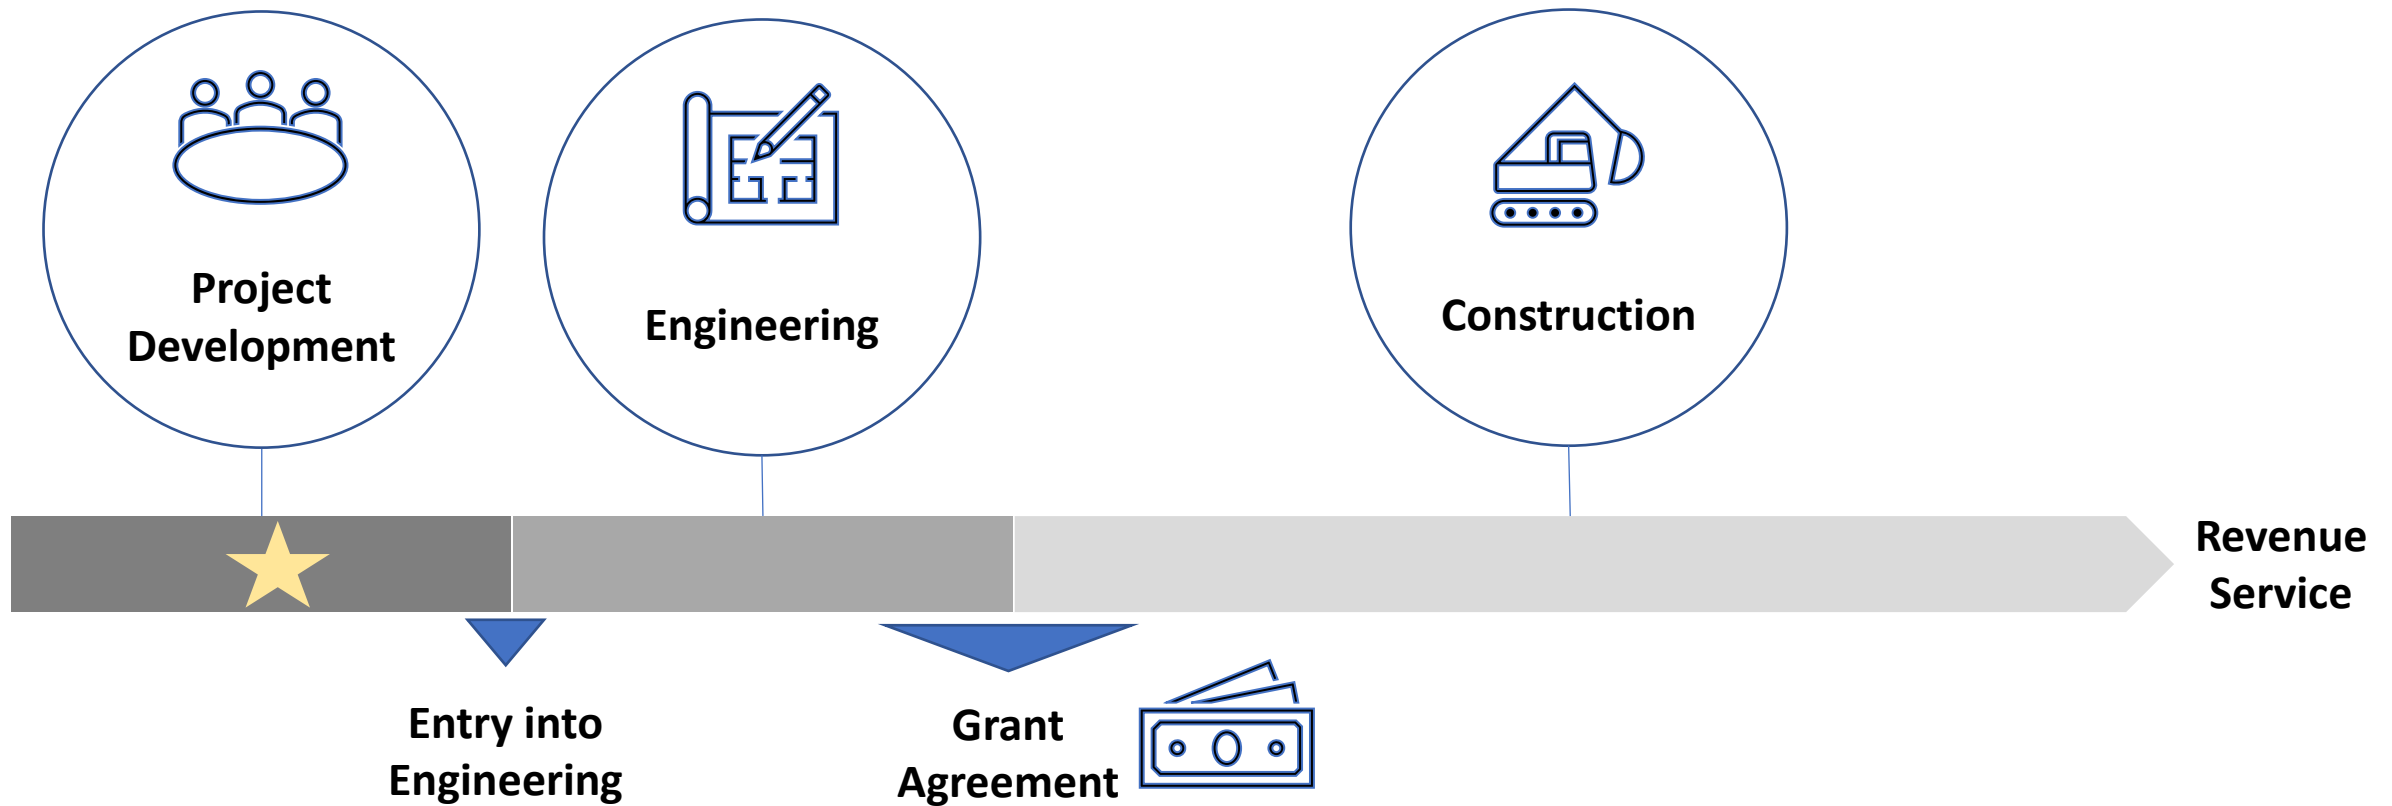 Project
Development
Engineering
Construction
Revenue
Service
Entry into
Engineering
Grant
Agreement